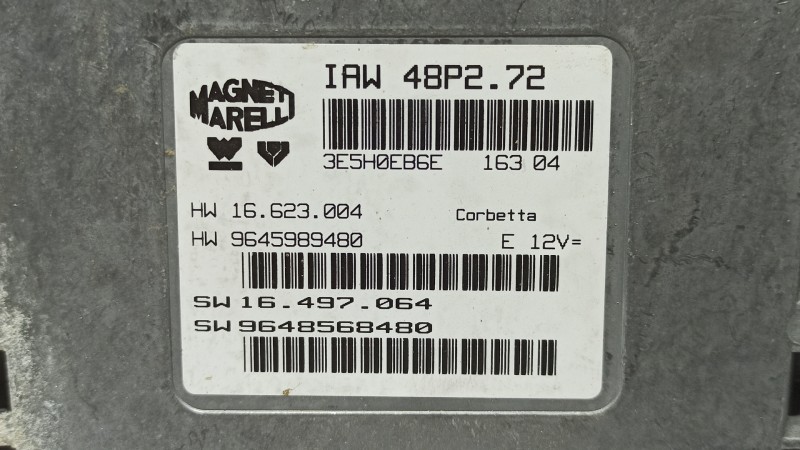 MAGNETI
MARELLI
IAW 48P2.72
3E5H0EB6E 163 04
HW 16.623.004 Corbetta
HW 9645989480 E 12V=
SW 16.497.064
SW 9648568480